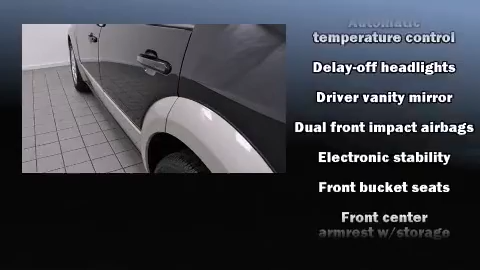 Automatic
temperature control
Delay-off headlights
Driver vanity mirror
Dual front impact airbags
Electronic stability
Front bucket seats
Front center
armrest w/storage